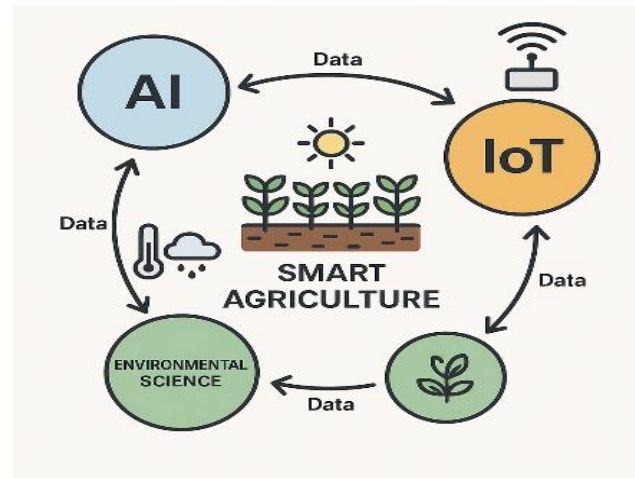 Data
AI
IoT
Data
SMART
AGRICULTURE
Data
ENVIRONMENTAL
SCIENCE
Data